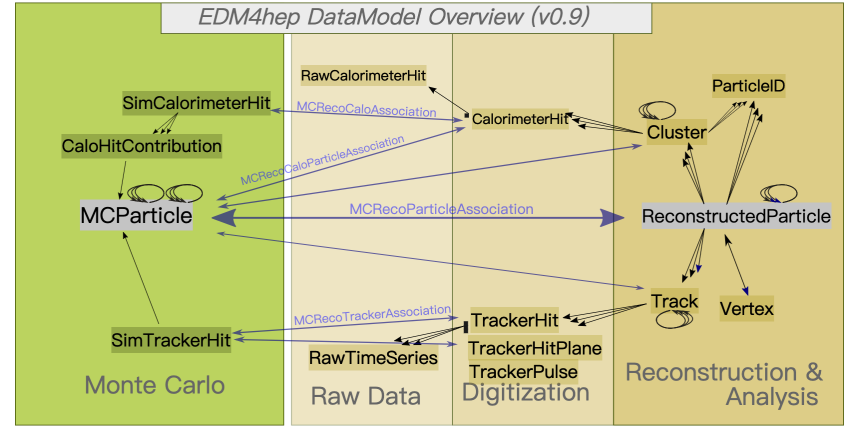 EDM4hep DataModel Overview (v0.9)
RawCalorimeterHit
ParticleID
SimCalorimeterHit
MCRecoCaloAssociation
CalorimeterHit
Cluster
CaloHitContribution
MCRecoCaloParticleAssociation
MCParticle
MCRecoParticleAssociation
ReconstructedParticle
Track
Vertex
MCRecoTrackerAssociation
TrackerHit
SimTrackerHit
TrackerHitPlane
RawTimeSeries
TrackerPulse
Monte Carlo
Raw Data
Digitization
Reconstruction &
Analysis